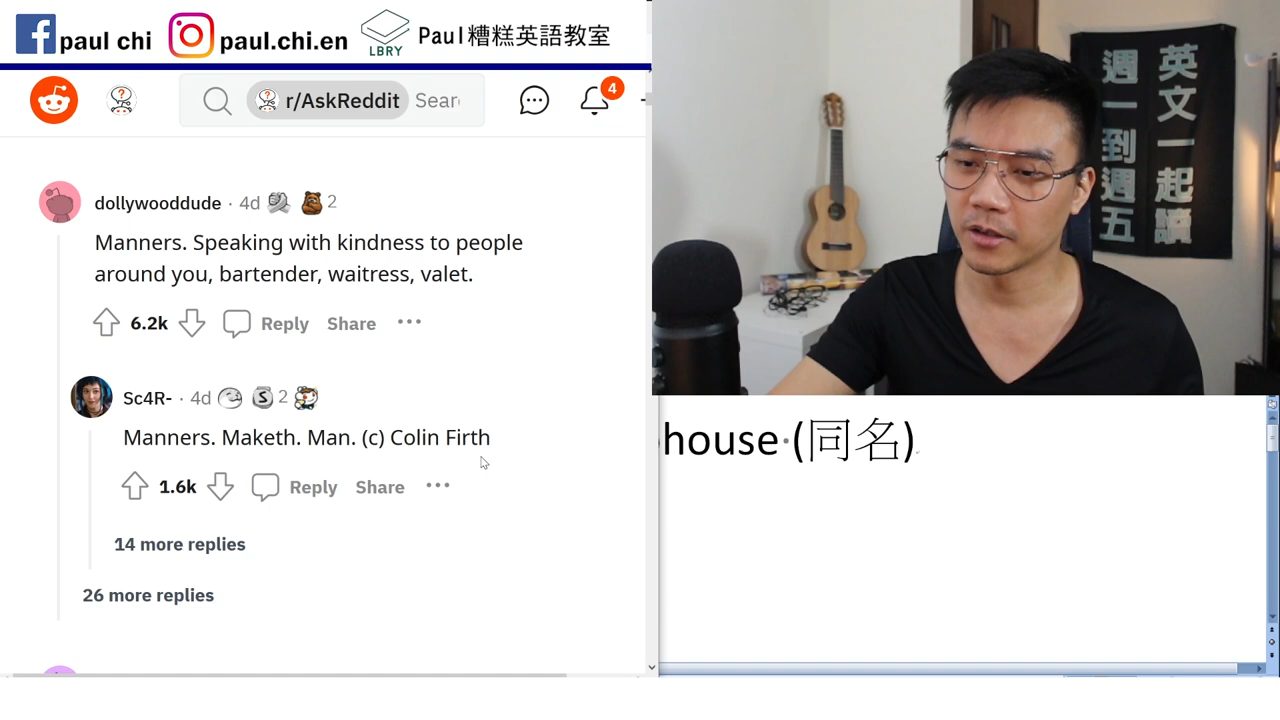 paul chi
paul.chi.en
LBRY
Paul糟糕英語教室
r/AskReddit
Sear
4
dollywooddude · 4d 2
Manners. Speaking with kindness to people
around you, bartender, waitress, valet.
6.2k Reply Share
Sc4R- · 4d S 2
Manners. Maketh. Man. (c) Colin Firth
1.6k Reply Share
14 more replies
26 more replies
英文一起讀
週一到週五
house (同名)